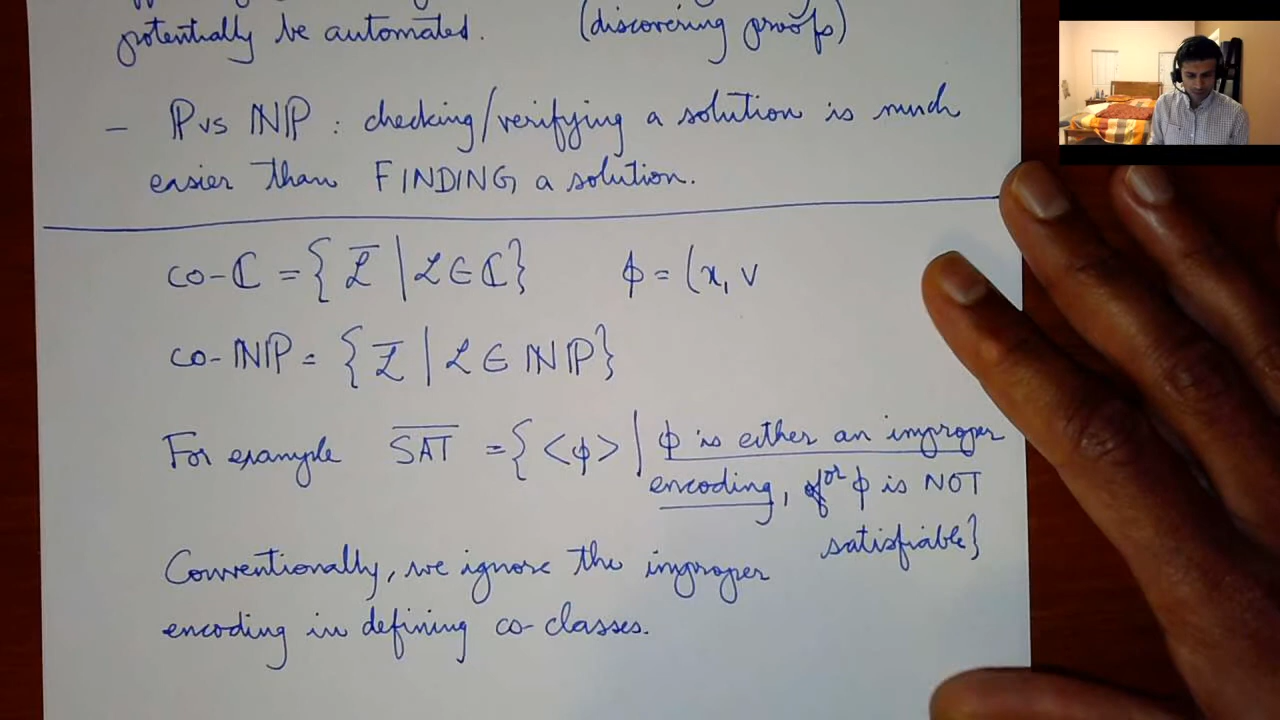 potentially be automated. (discovering proofs)
- P vs NP : checking/verifying a solution is much
easier than FINDING a solution.
co-ℂ = { L̅ | L ∈ ℂ } ϕ = (x, v
co-NP = { L̅ | L ∈ NP }
For example S̅A̅T̅ = { <ϕ> | ϕ is either an improper
encoding, or ϕ is NOT
satisfiable}
Conventionally, we ignore the improper
encoding in defining co-classes.